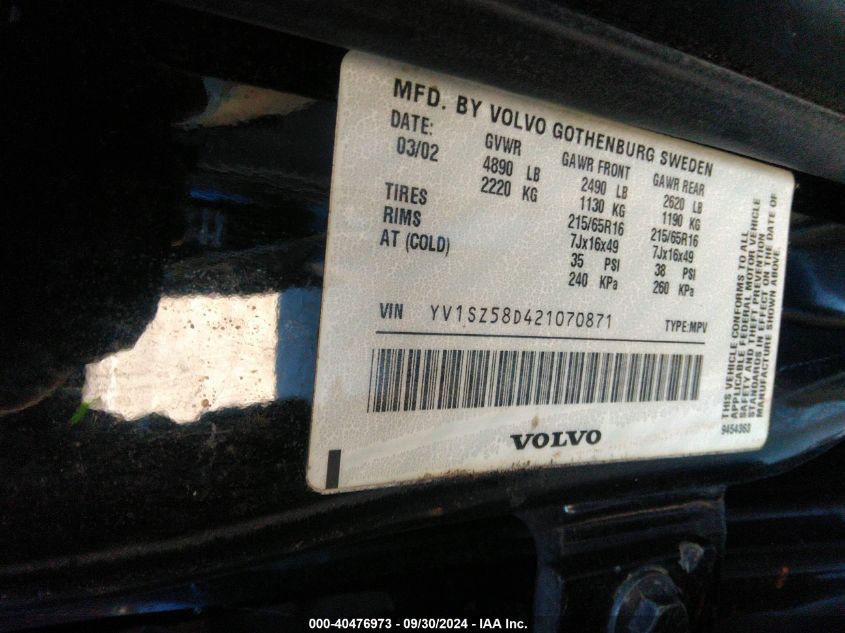 MFD. BY VOLVO GOTHENBURG SWEDEN
DATE: GVWR GAWR FRONT GAWR REAR
03/02 4890 LB 2490 LB 2620 LB
2220 KG 1130 KG 1190 KG
TIRES 215/65R16 215/65R16
RIMS 7Jx16x49 7Jx16x49
AT (COLD) 35 PSI 38 PSI
240 KPa 260 KPa
VIN YV1SZ58D421070871 TYPE:MPV
VOLVO
THIS VEHICLE CONFORMS TO ALL
APPLICABLE FEDERAL MOTOR VEHICLE
SAFETY AND THEFT PREVENTION
STANDARDS IN EFFECT ON THE DATE OF
MANUFACTURE SHOWN ABOVE
9454363
000-40476973 - 09/30/2024 - IAA Inc.